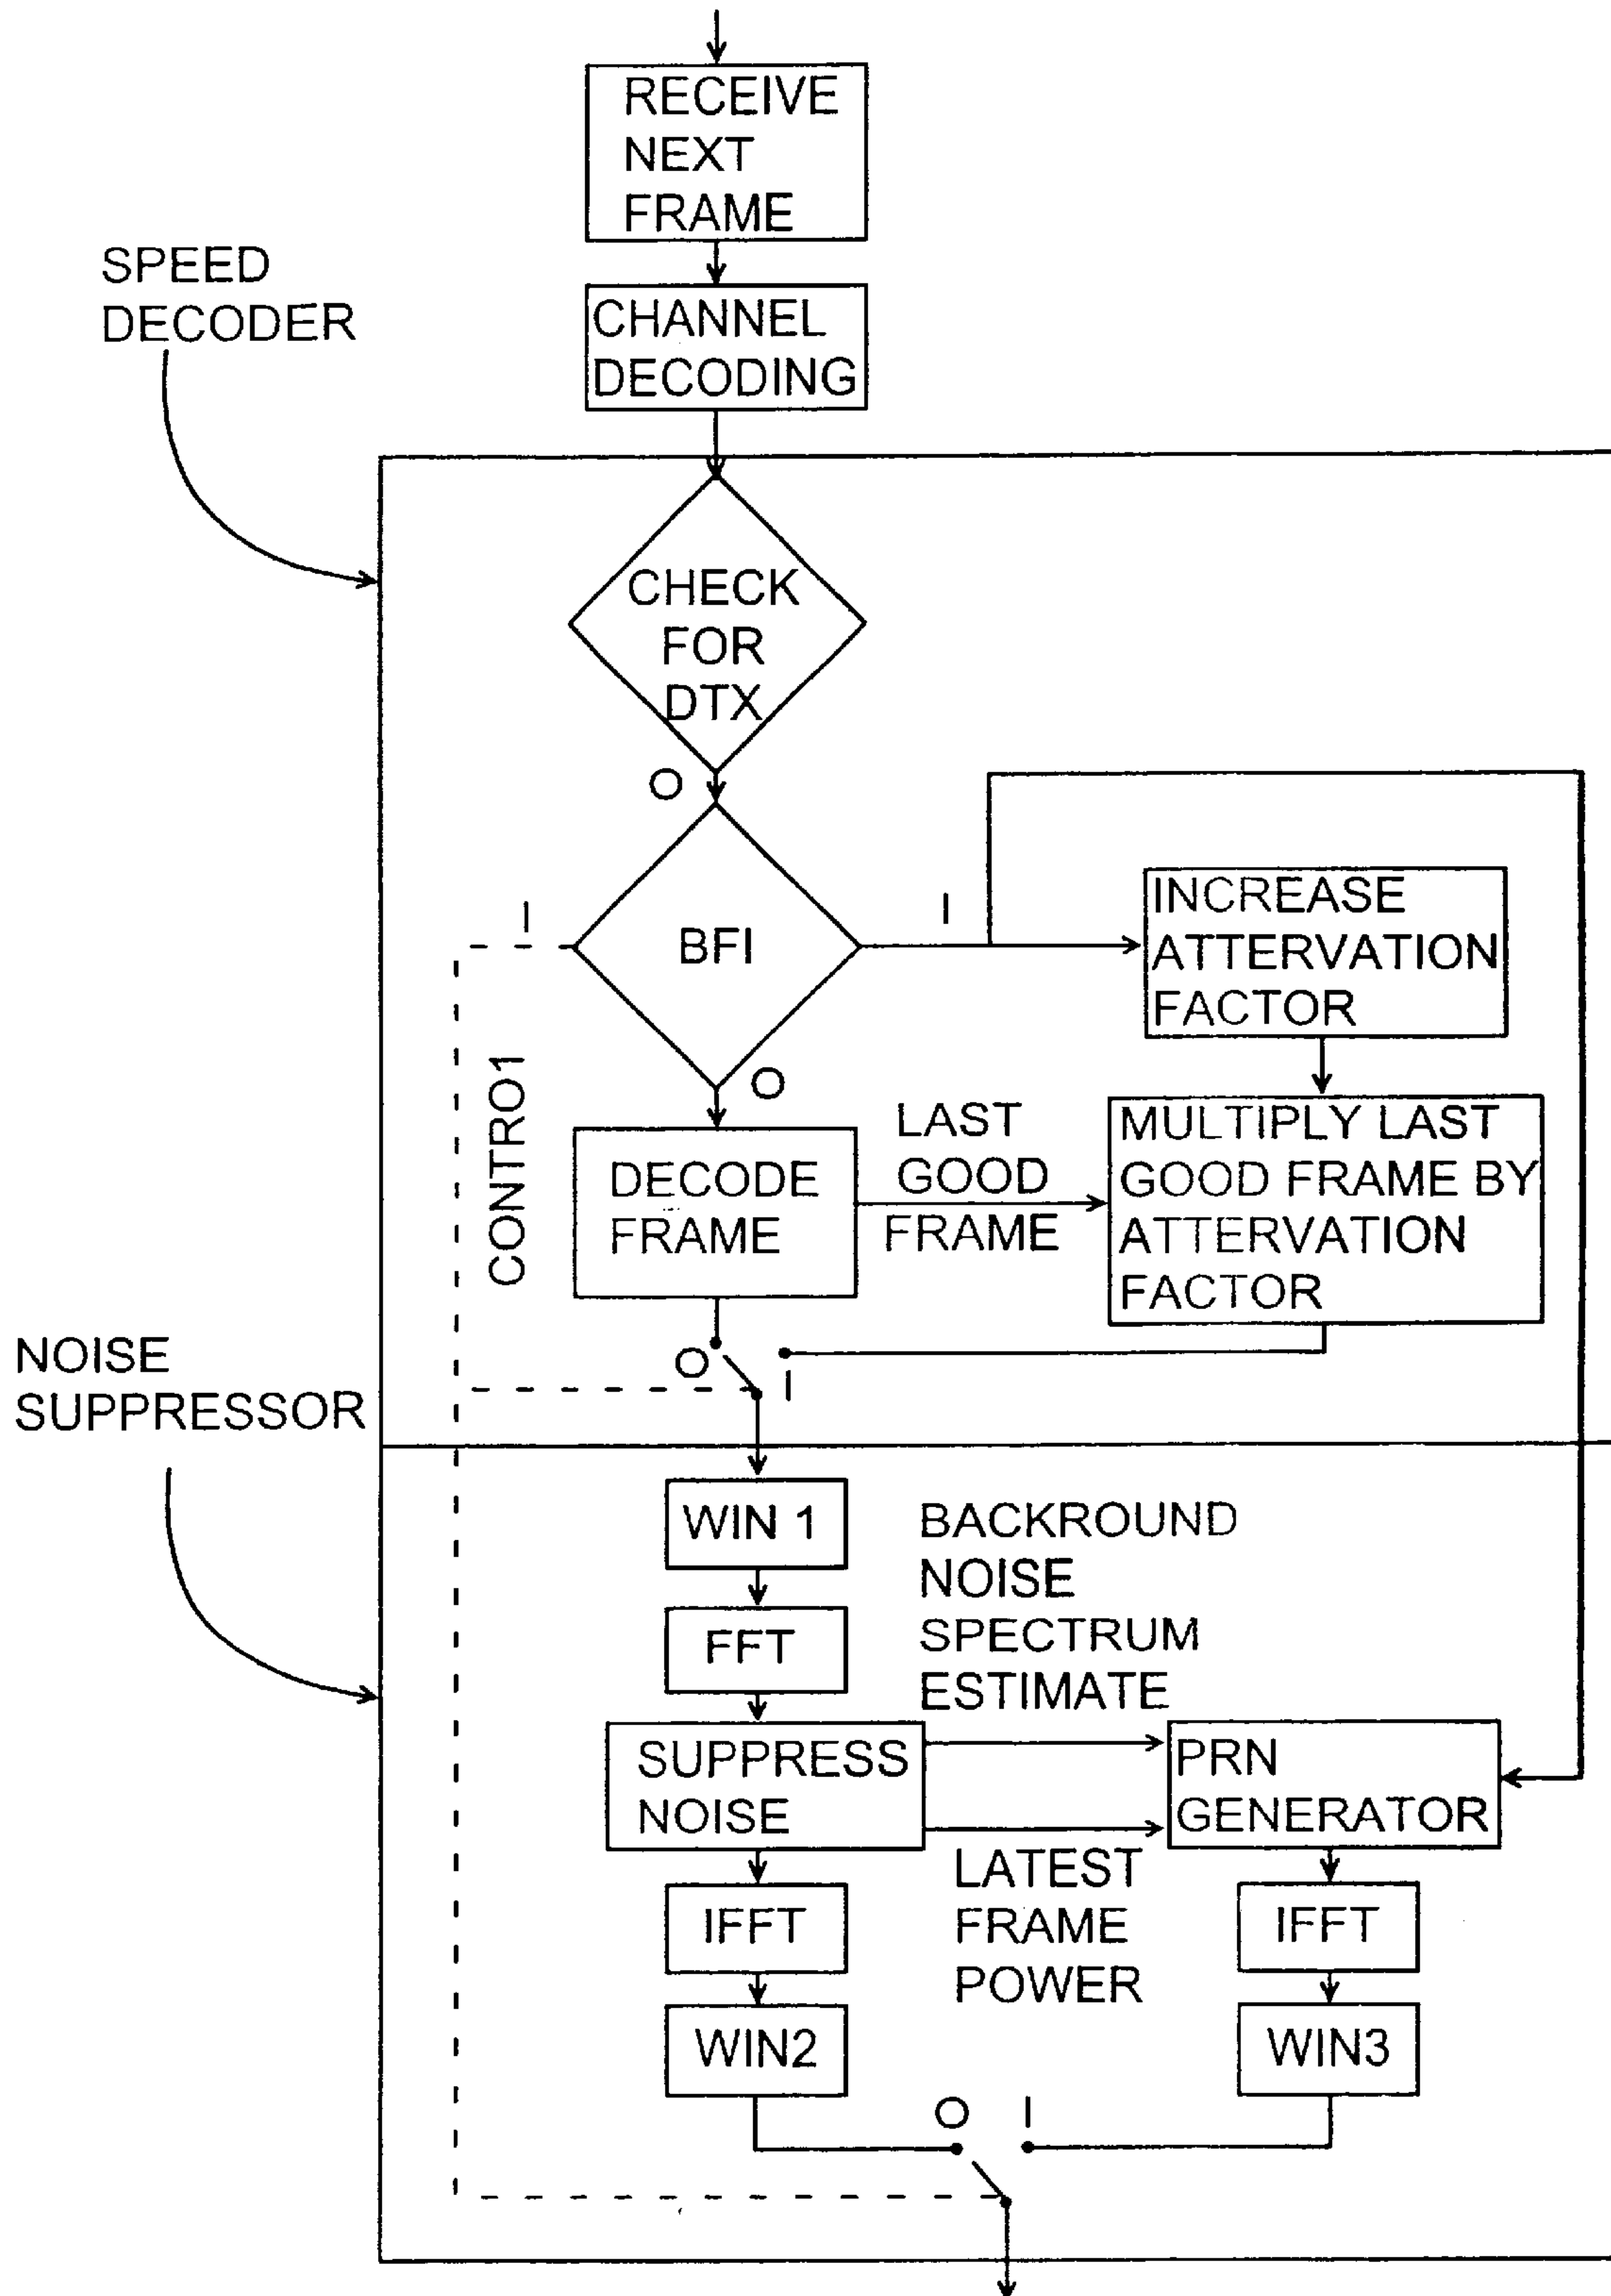 RECEIVE
NEXT
FRAME
SPEED
DECODER
CHANNEL
DECODING
CHECK
FOR
DTX
O
I
BFI
I
INCREASE
ATTERVATION
FACTOR
O
CONTRO1
DECODE
FRAME
LAST
GOOD
FRAME
MULTIPLY LAST
GOOD FRAME BY
ATTERVATION
FACTOR
O
I
NOISE
SUPPRESSOR
WIN 1
FFT
BACKROUND
NOISE
SPECTRUM
ESTIMATE
SUPPRESS
NOISE
PRN
GENERATOR
LATEST
FRAME
POWER
IFFT
IFFT
WIN2
WIN3
O
I